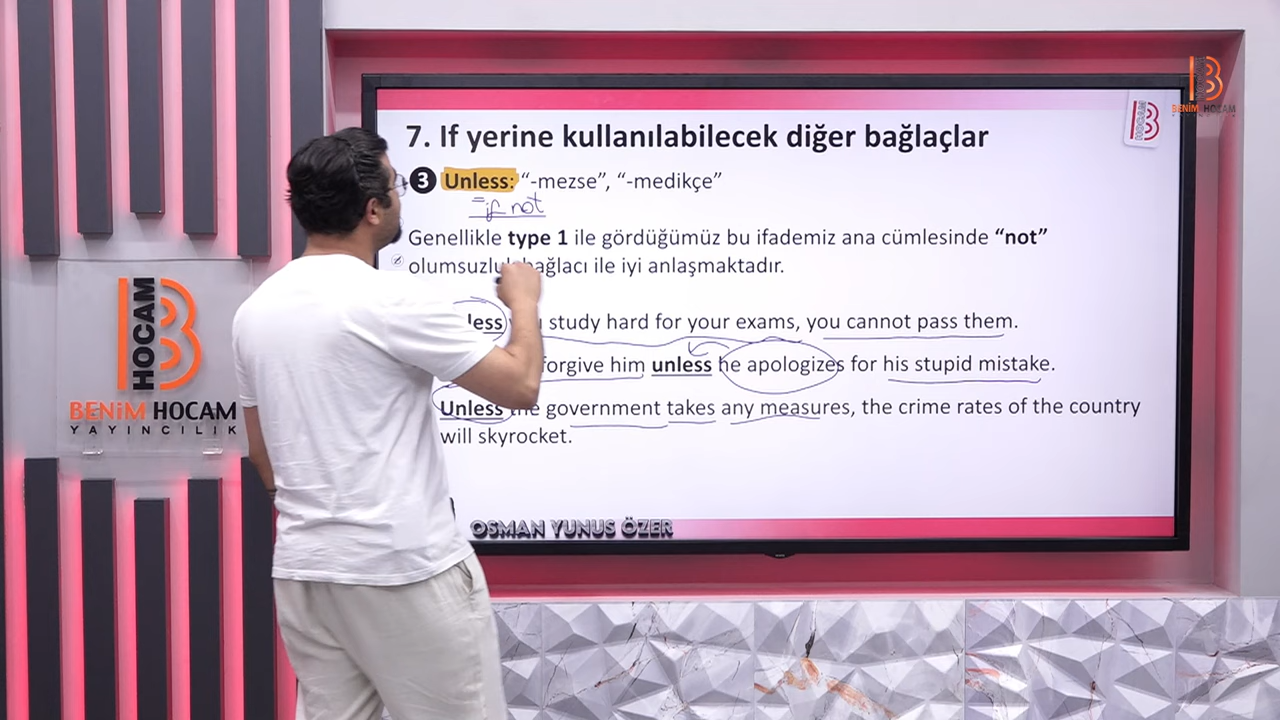 7. If yerine kullanılabilecek diğer bağlaçlar
3 Unless: “-mezse”, “-medikçe”
= if not
Genellikle type 1 ile gördüğümüz bu ifademiz ana cümlesinde “not”
bağlacı ile iyi anlaşmaktadır.
study hard for your exams, you cannot pass them.
forgive him unless he apologizes for his stupid mistake.
Unless the government takes any measures, the crime rates of the country
will skyrocket.
OSMAN YUNUS ÖZER
HOCAM
BENİM HOCAM
YAYINCILIK
HOCAM
BENİM HOCAM